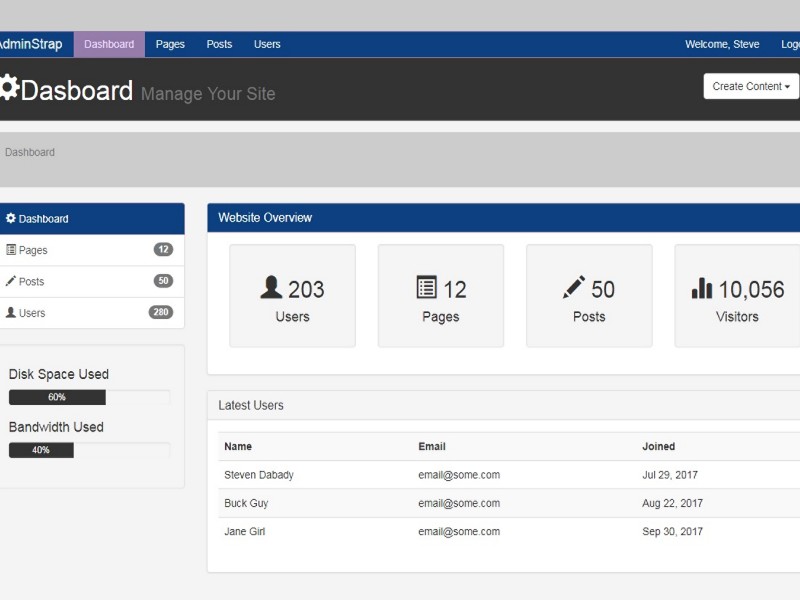 AdminStrap Dashboard Pages Posts Users Welcome, Steve
Dasboard Manage Your Site Create Content
Dashboard
Dashboard
Pages 12
Posts 50
Users 280
Disk Space Used
60%
Bandwidth Used
40%
Website Overview
203
Users
12
Pages
50
Posts
10,056
Visitors
Latest Users
Name Email Joined
Steven Dabady email@some.com Jul 29, 2017
Buck Guy email@some.com Aug 22, 2017
Jane Girl email@some.com Sep 30, 2017